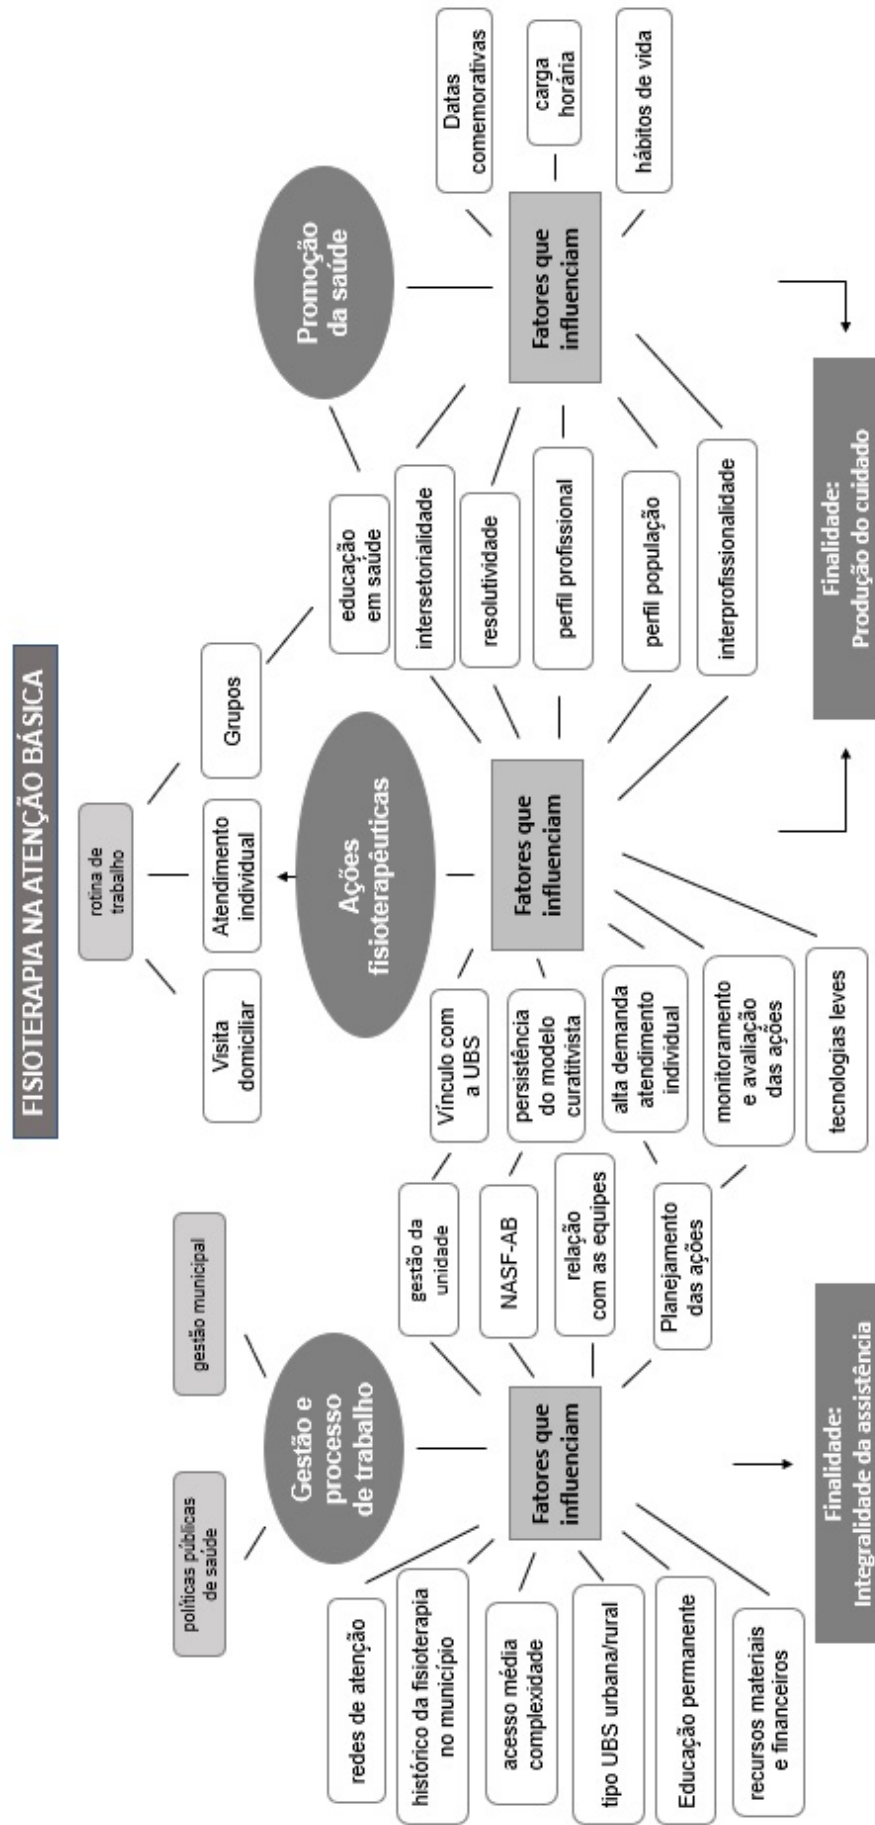 FISIOTERAPIA NA ATENÇÃO BÁSICA
políticas públicas
de saúde
gestão municipal
rotina de
trabalho
Visita
domiciliar
Atendimento
individual
Grupos
Gestão e
processo
de trabalho
Ações
fisioterapêuticas
Promoção
da saúde
redes de atenção
histórico da fisioterapia
no município
acesso média
complexidade
tipo UBS urbana/rural
Educação permanente
recursos materiais
e financeiros
Fatores que
influenciam
gestão da
unidade
NASF-AB
relação
com as equipes
Planejamento
das ações
Vínculo com
a UBS
persistência
do modelo
curatitvista
alta demanda
atendimento
individual
monitoramento
e avaliação
das ações
tecnologias leves
Fatores que
influenciam
educação
em saúde
intersetorialidade
resolutividade
perfil profissional
perfil população
interprofissionalidade
Fatores que
influenciam
Datas
comemorativas
carga
horária
hábitos de vida
Finalidade:
Integralidade da assistência
Finalidade:
Produção do cuidado